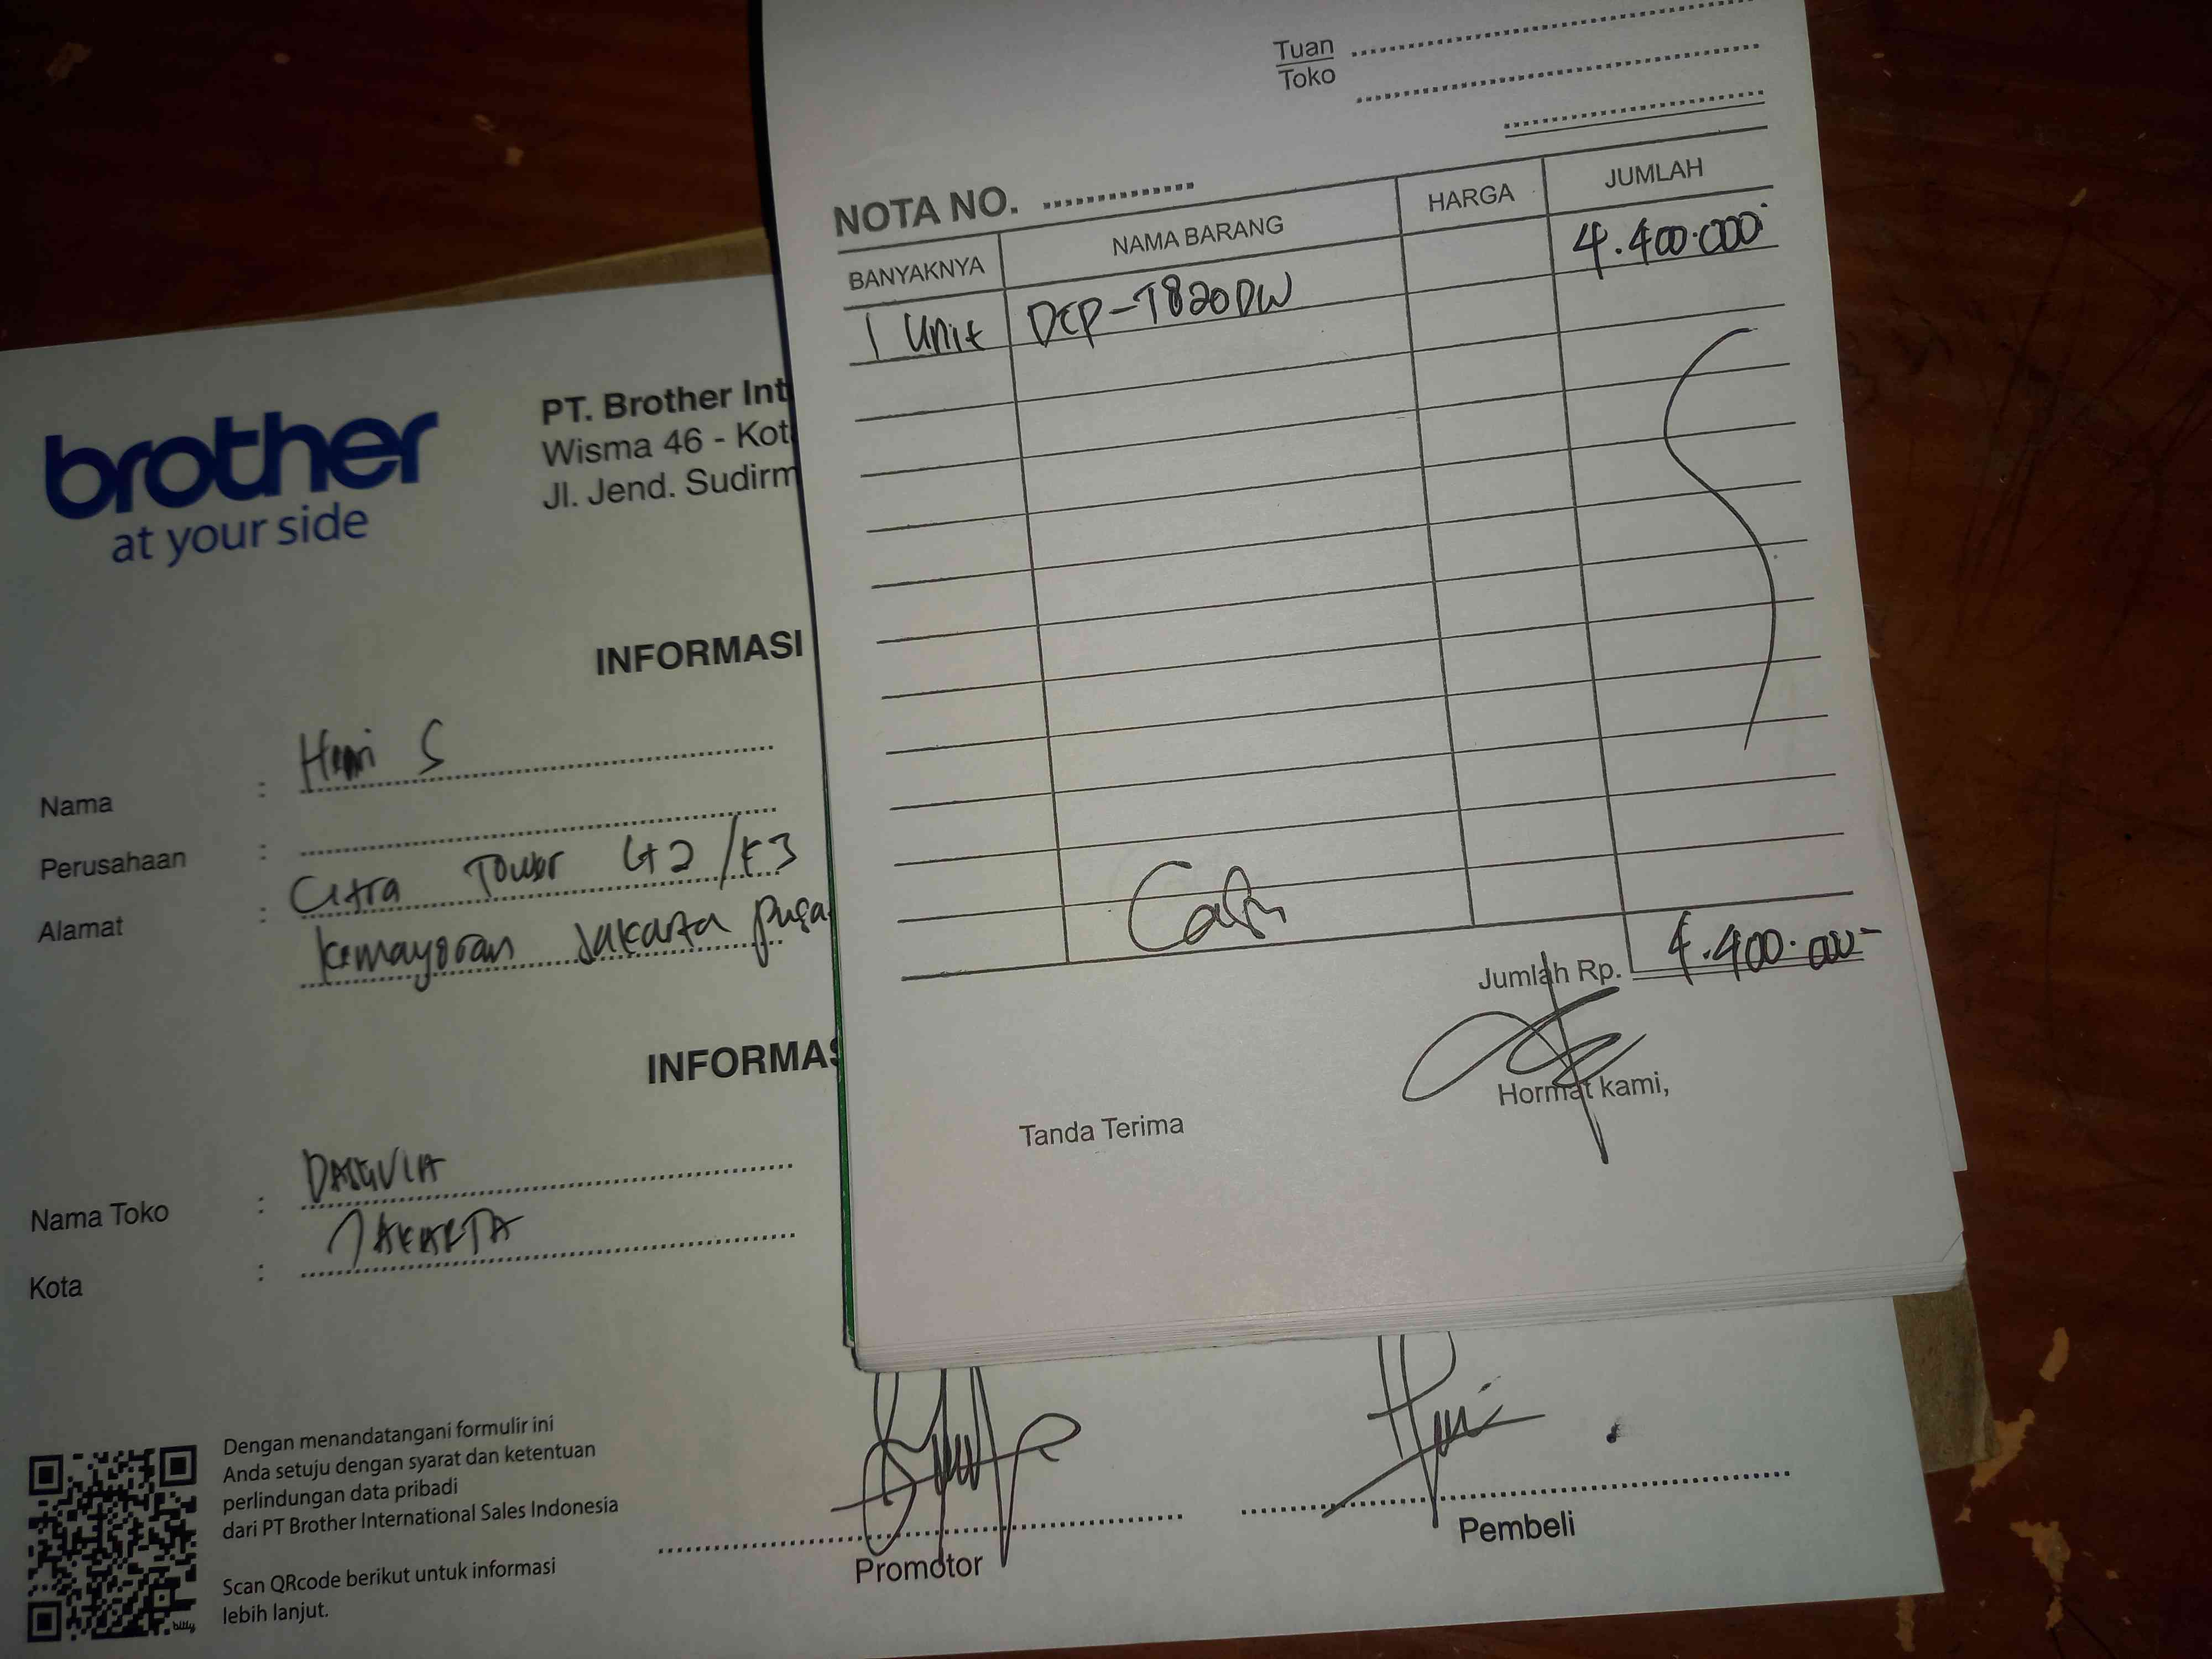 Tuan
Toko
NOTA NO.
BANYAKNYA NAMA BARANG HARGA JUMLAH
1 Unit DCP-T820DW 4.400.000
Cash
Jumlah Rp. 4.400.000-
Tanda Terima Hormat kami,
brother
at your side
PT. Brother Int
Wisma 46 - Kot
Jl. Jend. Sudirm
INFORMASI
Nama : S
Perusahaan :
Alamat : Citra Tower Lt 2 /
Kemayoran Jakarta
INFORMAS
Nama Toko :
Kota : JAKARTA
Dengan menandatangani formulir ini
Anda setuju dengan syarat dan ketentuan
perlindungan data pribadi
dari PT Brother International Sales Indonesia
Scan QRcode berikut untuk informasi
lebih lanjut.
Promotor
Pembeli